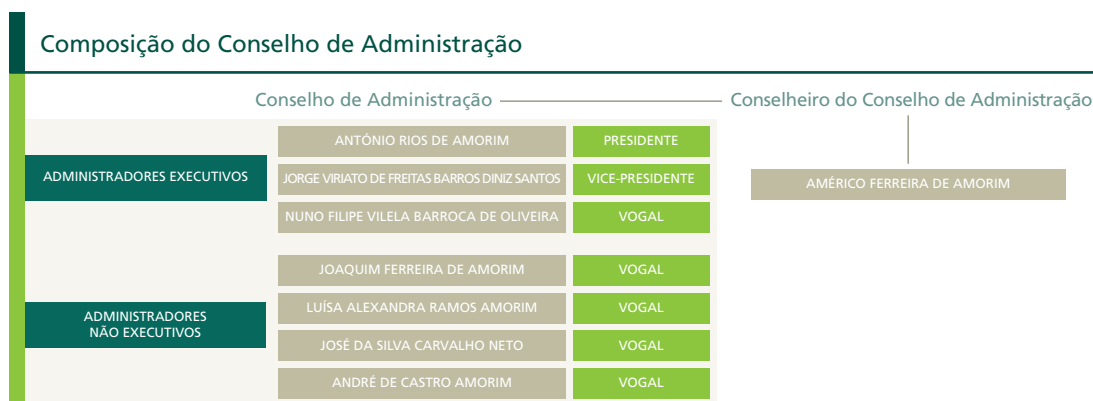 Composição do Conselho de Administração
Conselho de Administração
Conselheiro do Conselho de Administração
ADMINISTRADORES EXECUTIVOS
ANTÓNIO RIOS DE AMORIM
PRESIDENTE
JORGE VIRIATO DE FREITAS BARROS DINIZ SANTOS
VICE-PRESIDENTE
NUNO FILIPE VILELA BARROCA DE OLIVEIRA
VOGAL
AMÉRICO FERREIRA DE AMORIM
ADMINISTRADORES
NÃO EXECUTIVOS
JOAQUIM FERREIRA DE AMORIM
VOGAL
LUÍSA ALEXANDRA RAMOS AMORIM
VOGAL
JOSÉ DA SILVA CARVALHO NETO
VOGAL
ANDRÉ DE CASTRO AMORIM
VOGAL